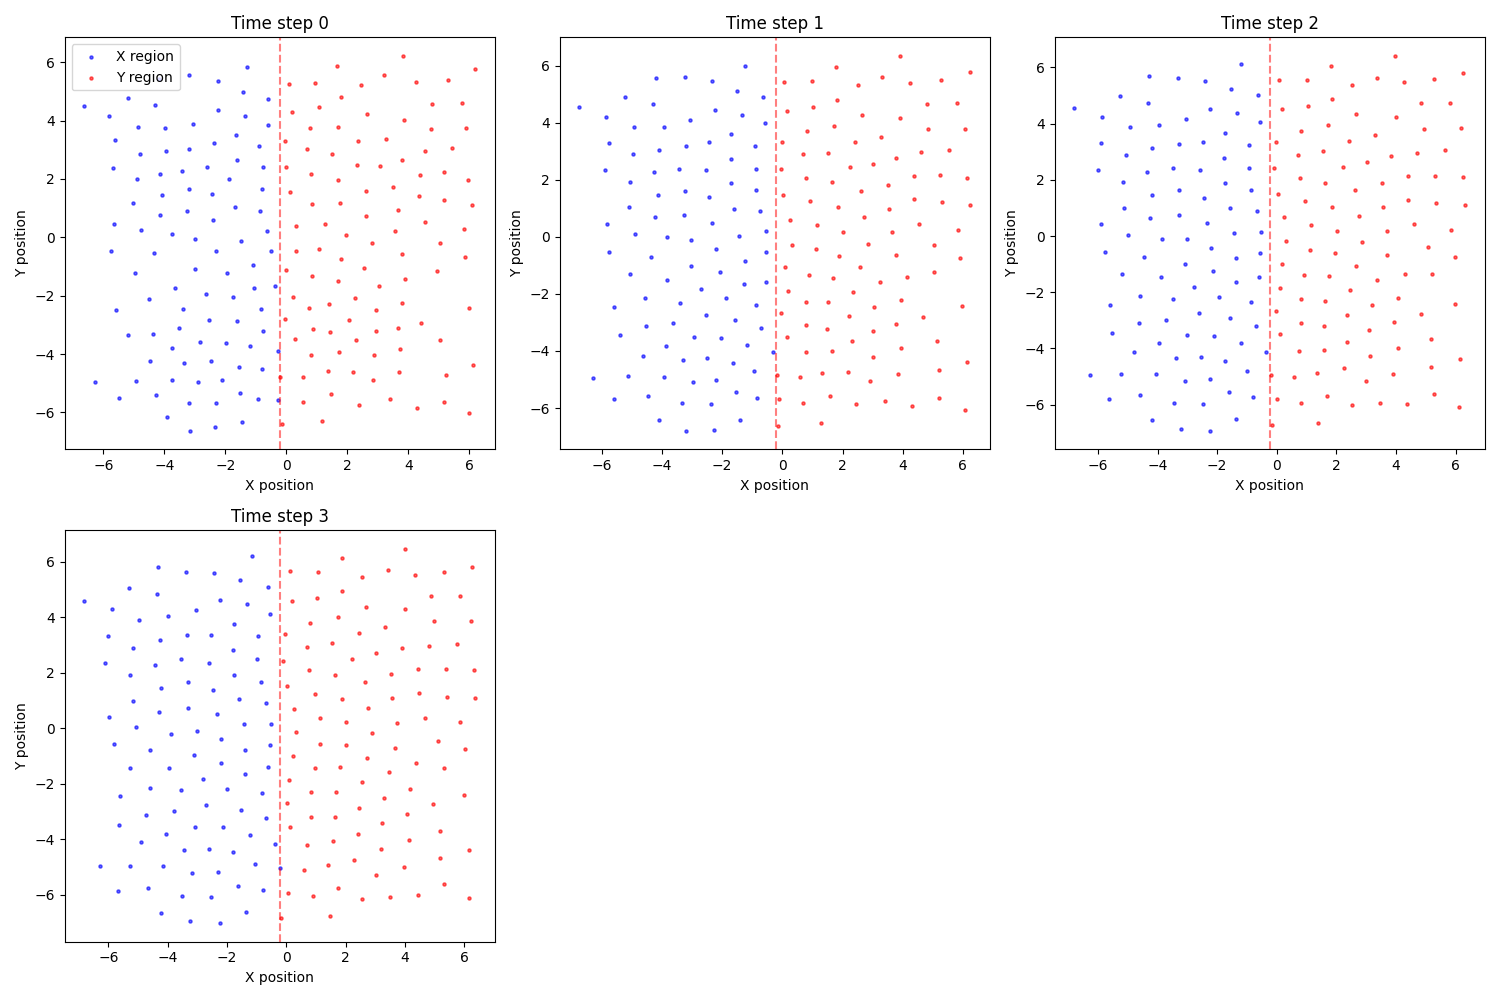 Time step 0
X region
Y region
6
4
2
0
−2
−4
−6
Y position
−6 −4 −2 0 2 4 6
X position
Time step 1
6
4
2
0
−2
−4
−6
Y position
−6 −4 −2 0 2 4 6
X position
Time step 2
6
4
2
0
−2
−4
−6
Y position
−6 −4 −2 0 2 4 6
X position
Time step 3
6
4
2
0
−2
−4
−6
Y position
−6 −4 −2 0 2 4 6
X position